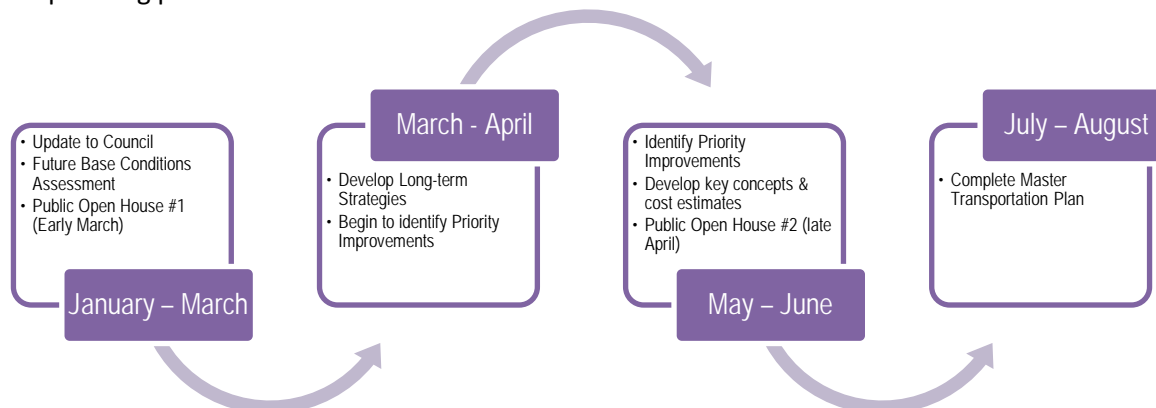 • Update to Council
• Future Base Conditions
Assessment
• Public Open House #1
(Early March)
January – March
March - April
• Develop Long-term
Strategies
• Begin to identify Priority
Improvements
• Identify Priority
Improvements
• Develop key concepts &
cost estimates
• Public Open House #2 (late
April)
May – June
July – August
• Complete Master
Transportation Plan